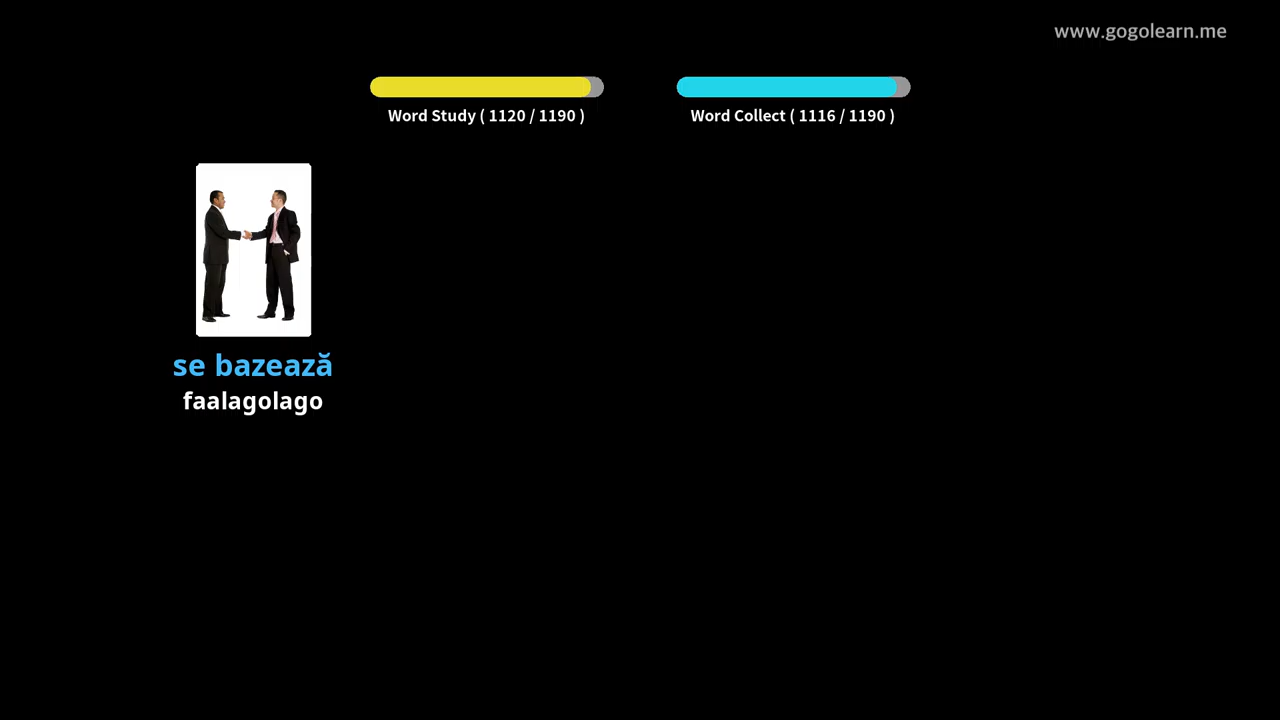 www.gogolearn.me
Word Study ( 1120 / 1190 )
Word Collect ( 1116 / 1190 )
se bazează
faalagolago